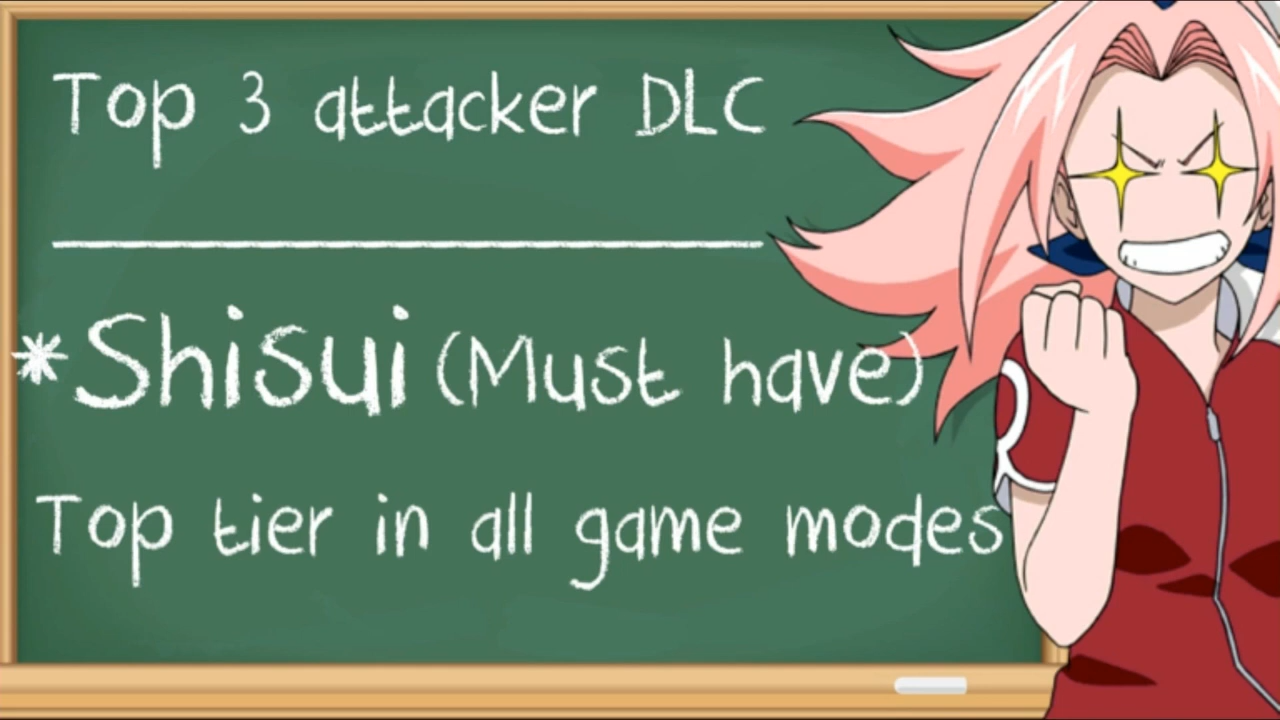 Top 3 attacker DLC
*Shisui (Must have)
Top tier in all game modes